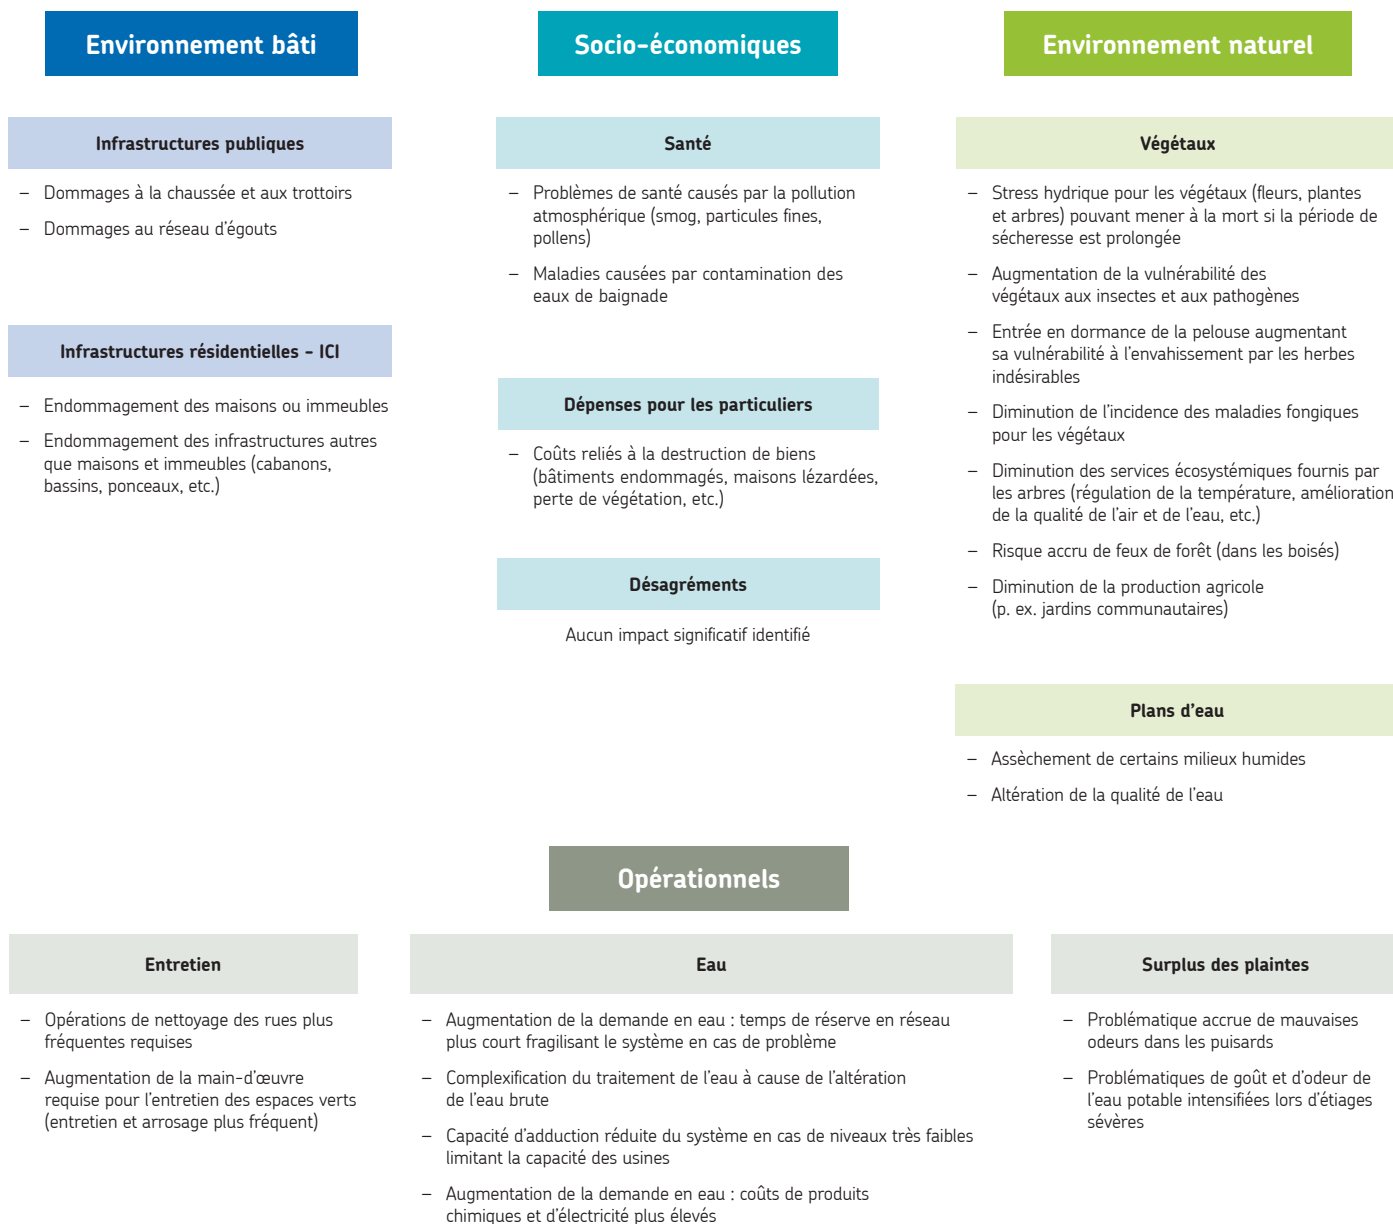 Environnement bâti
Infrastructures publiques
– Dommages à la chaussée et aux trottoirs
– Dommages au réseau d'égouts
Infrastructures résidentielles - ICI
– Endommagement des maisons ou immeubles
– Endommagement des infrastructures autres
que maisons et immeubles (cabanons,
bassins, ponceaux, etc.)
Socio-économiques
Santé
– Problèmes de santé causés par la pollution
atmosphérique (smog, particules fines,
pollens)
– Maladies causées par contamination des
eaux de baignade
Dépenses pour les particuliers
– Coûts reliés à la destruction de biens
(bâtiments endommagés, maisons lézardées,
perte de végétation, etc.)
Désagréments
Aucun impact significatif identifié
Environnement naturel
Végétaux
– Stress hydrique pour les végétaux (fleurs, plantes
et arbres) pouvant mener à la mort si la période de
sécheresse est prolongée
– Augmentation de la vulnérabilité des
végétaux aux insectes et aux pathogènes
– Entrée en dormance de la pelouse augmentant
sa vulnérabilité à l'envahissement par les herbes
indésirables
– Diminution de l'incidence des maladies fongiques
pour les végétaux
– Diminution des services écosystémiques fournis par
les arbres (régulation de la température, amélioration
de la qualité de l'air et de l'eau, etc.)
– Risque accru de feux de forêt (dans les boisés)
– Diminution de la production agricole
(p. ex. jardins communautaires)
Plans d'eau
– Assèchement de certains milieux humides
– Altération de la qualité de l'eau
Opérationnels
Entretien
– Opérations de nettoyage des rues plus
fréquentes requises
– Augmentation de la main-d'œuvre
requise pour l'entretien des espaces verts
(entretien et arrosage plus fréquent)
Eau
– Augmentation de la demande en eau : temps de réserve en réseau
plus court fragilisant le système en cas de problème
– Complexification du traitement de l'eau à cause de l'altération
de l'eau brute
– Capacité d'adduction réduite du système en cas de niveaux très faibles
limitant la capacité des usines
– Augmentation de la demande en eau : coûts de produits
chimiques et d'électricité plus élevés
Surplus des plaintes
– Problématique accrue de mauvaises
odeurs dans les puisards
– Problématiques de goût et d'odeur de
l'eau potable intensifiées lors d'étiages
sévères